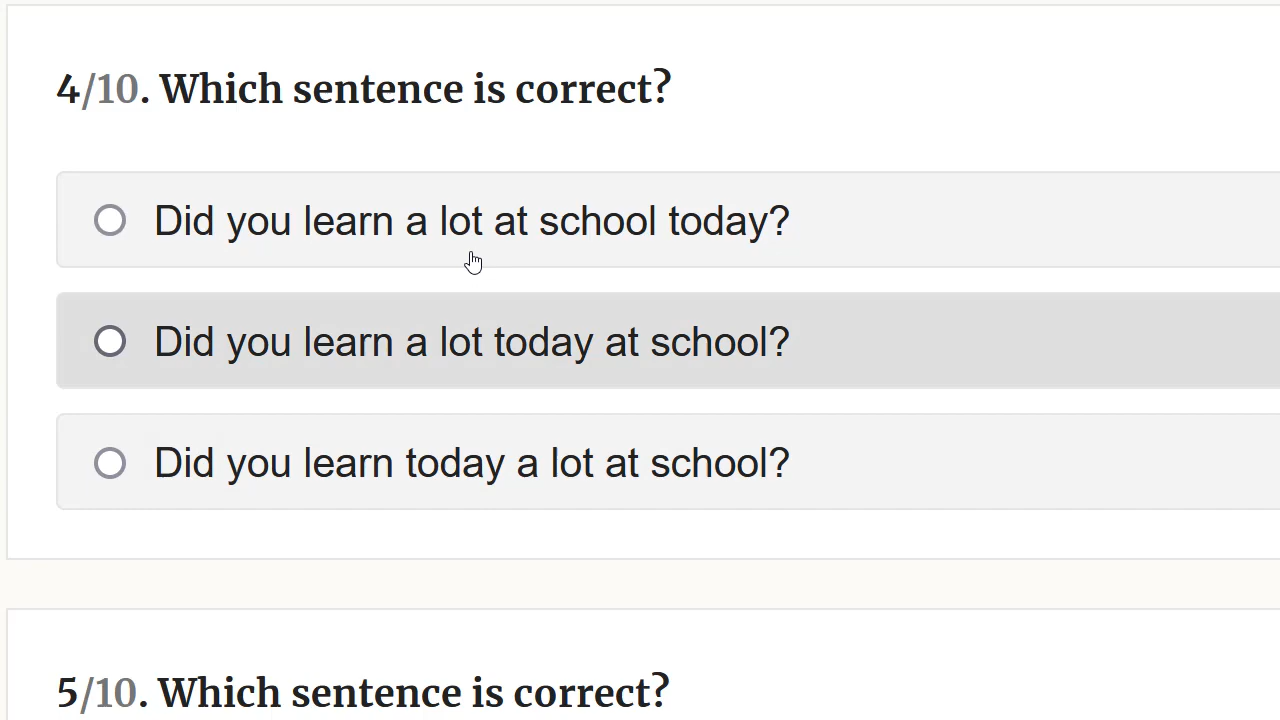 4/10. Which sentence is correct?
Did you learn a lot at school today?
Did you learn a lot today at school?
Did you learn today a lot at school?
5/10. Which sentence is correct?